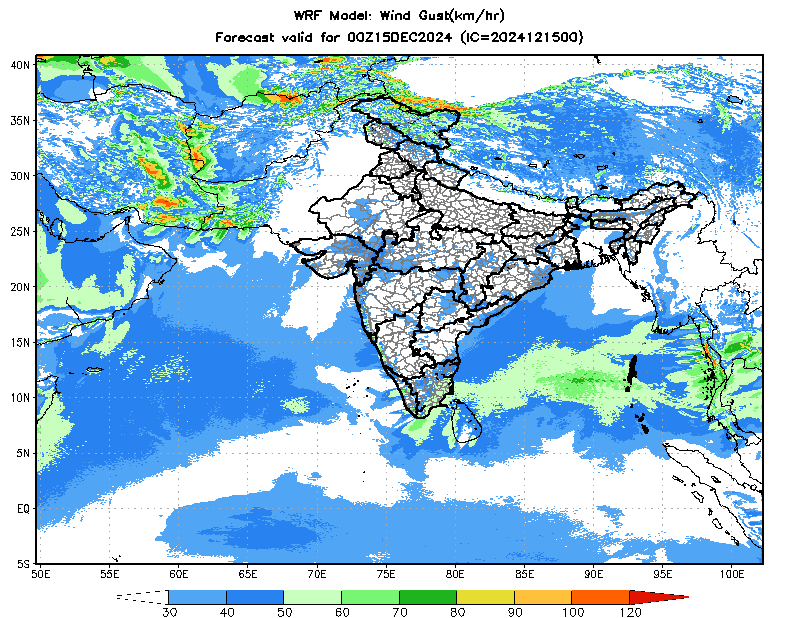 WRF Model: Wind Gust(km/hr)
Forecast valid for 00Z15DEC2024 (IC=2024121500)
40N
35N
30N
25N
20N
15N
10N
5N
EQ
5S
50E 55E 60E 65E 70E 75E 80E 85E 90E 95E 100E
30 40 50 60 70 80 90 100 120